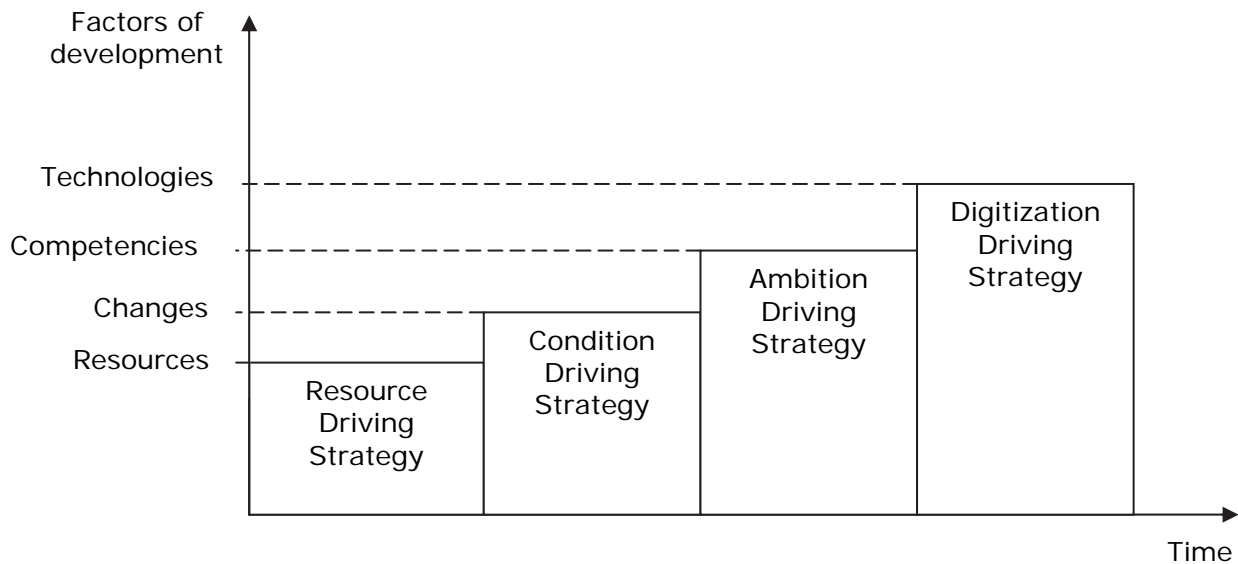 Factors of
development
Technologies
Competencies
Changes
Resources
Resource
Driving
Strategy
Condition
Driving
Strategy
Ambition
Driving
Strategy
Digitization
Driving
Strategy
Time